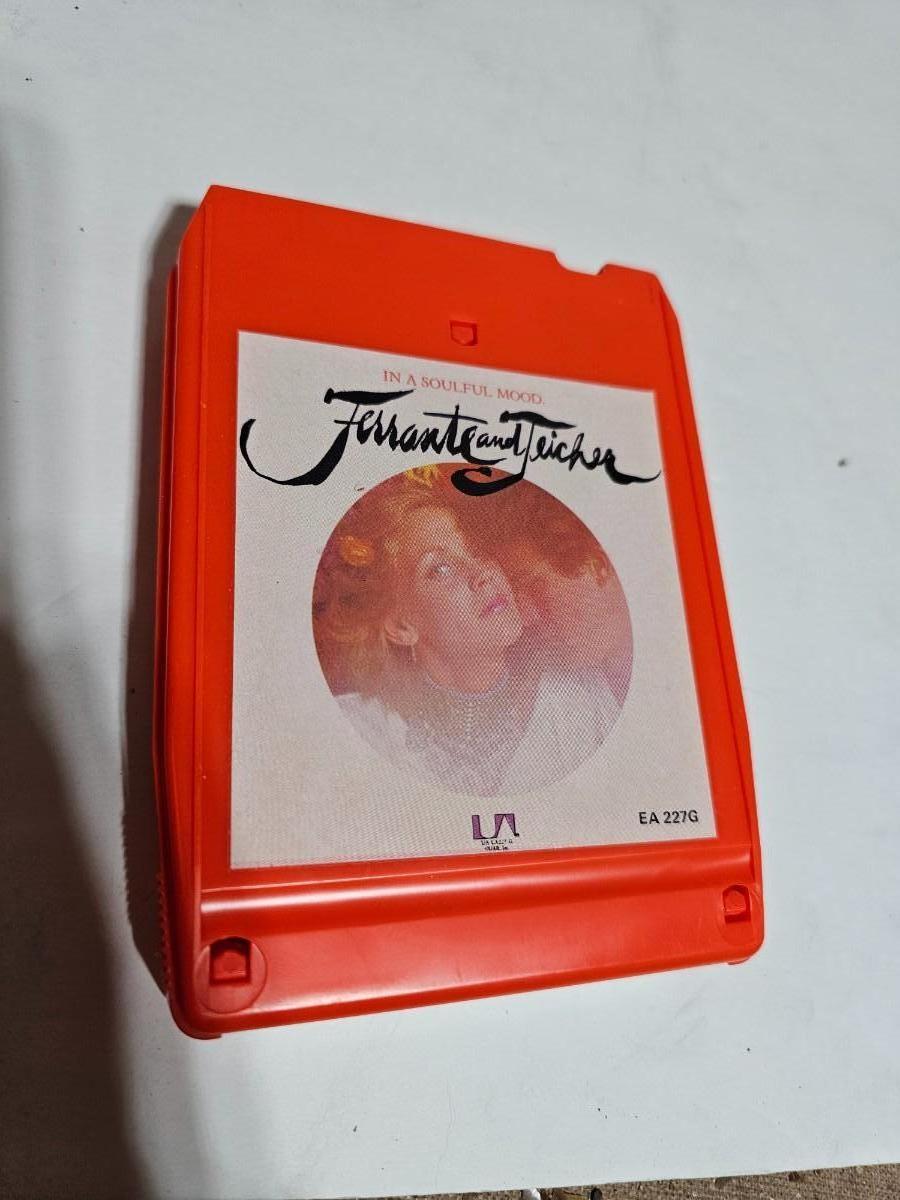 IN A SOULFUL MOOD.
Ferrante and Teicher
UA
EA 227G